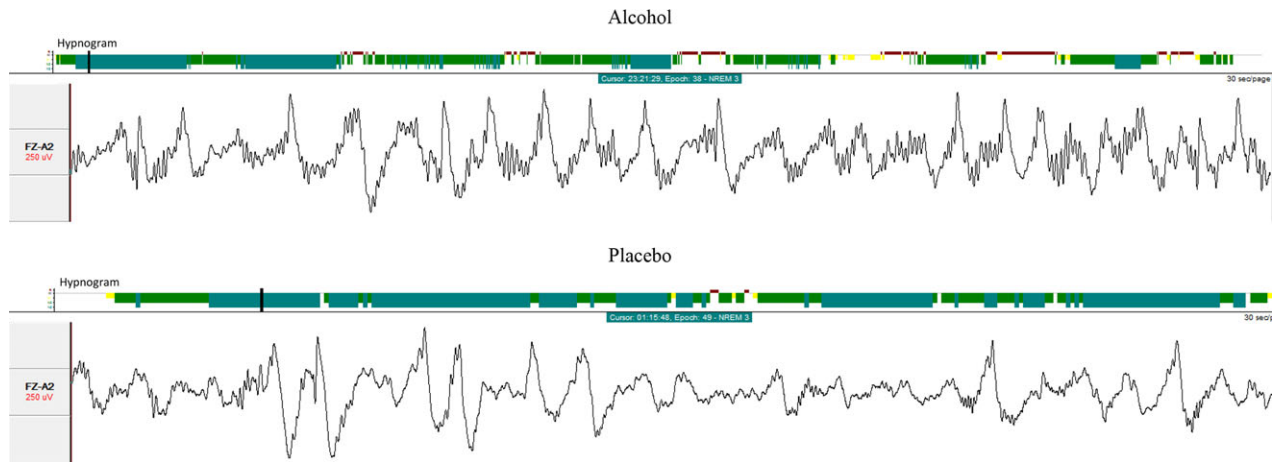 Alcohol
Hypnogram
Cursor: 23:21:29, Epoch: 38 - NREM 3
30 sec/page
FZ-A2
250 uV
Placebo
Hypnogram
Cursor: 01:15:48, Epoch: 49 - NREM 3
30 sec/p
FZ-A2
250 uV